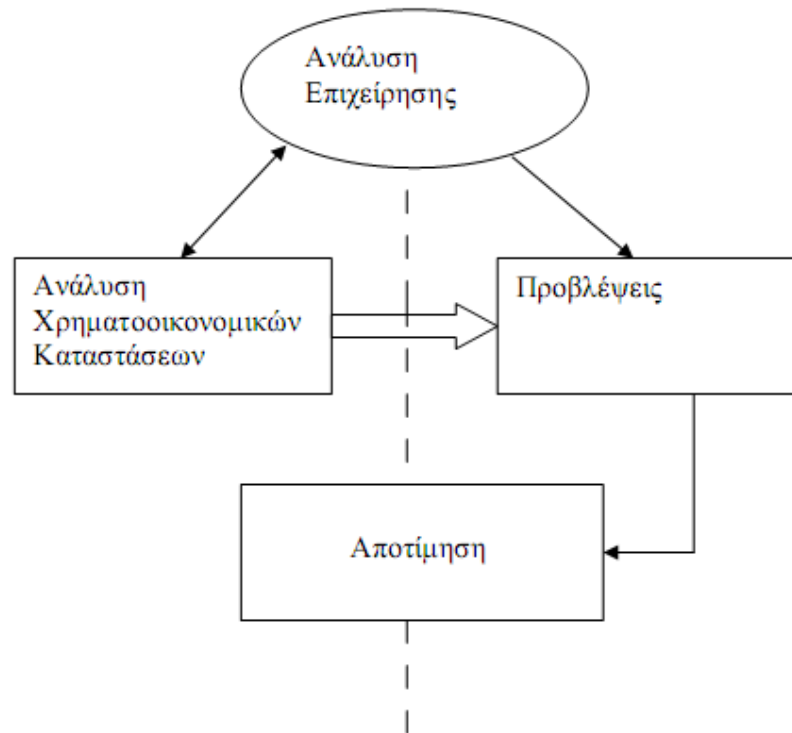 Ανάλυση
Επιχείρησης
Ανάλυση
Χρηματοοικονομικών
Καταστάσεων
Προβλέψεις
Αποτίμηση